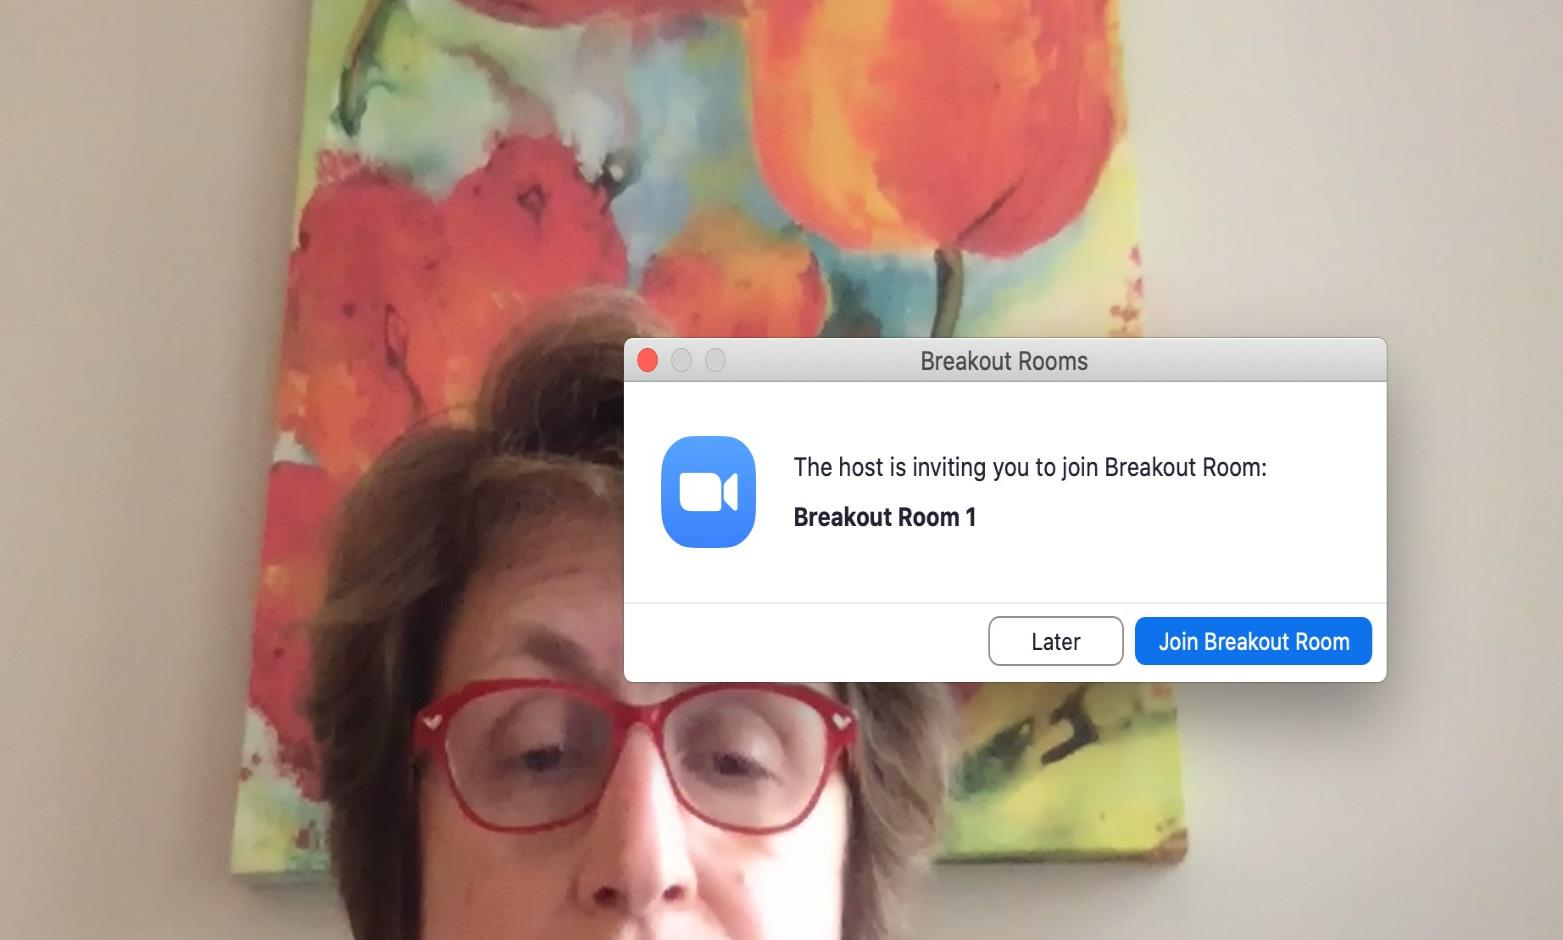 Breakout Rooms
The host is inviting you to join Breakout Room:
Breakout Room 1
Later
Join Breakout Room